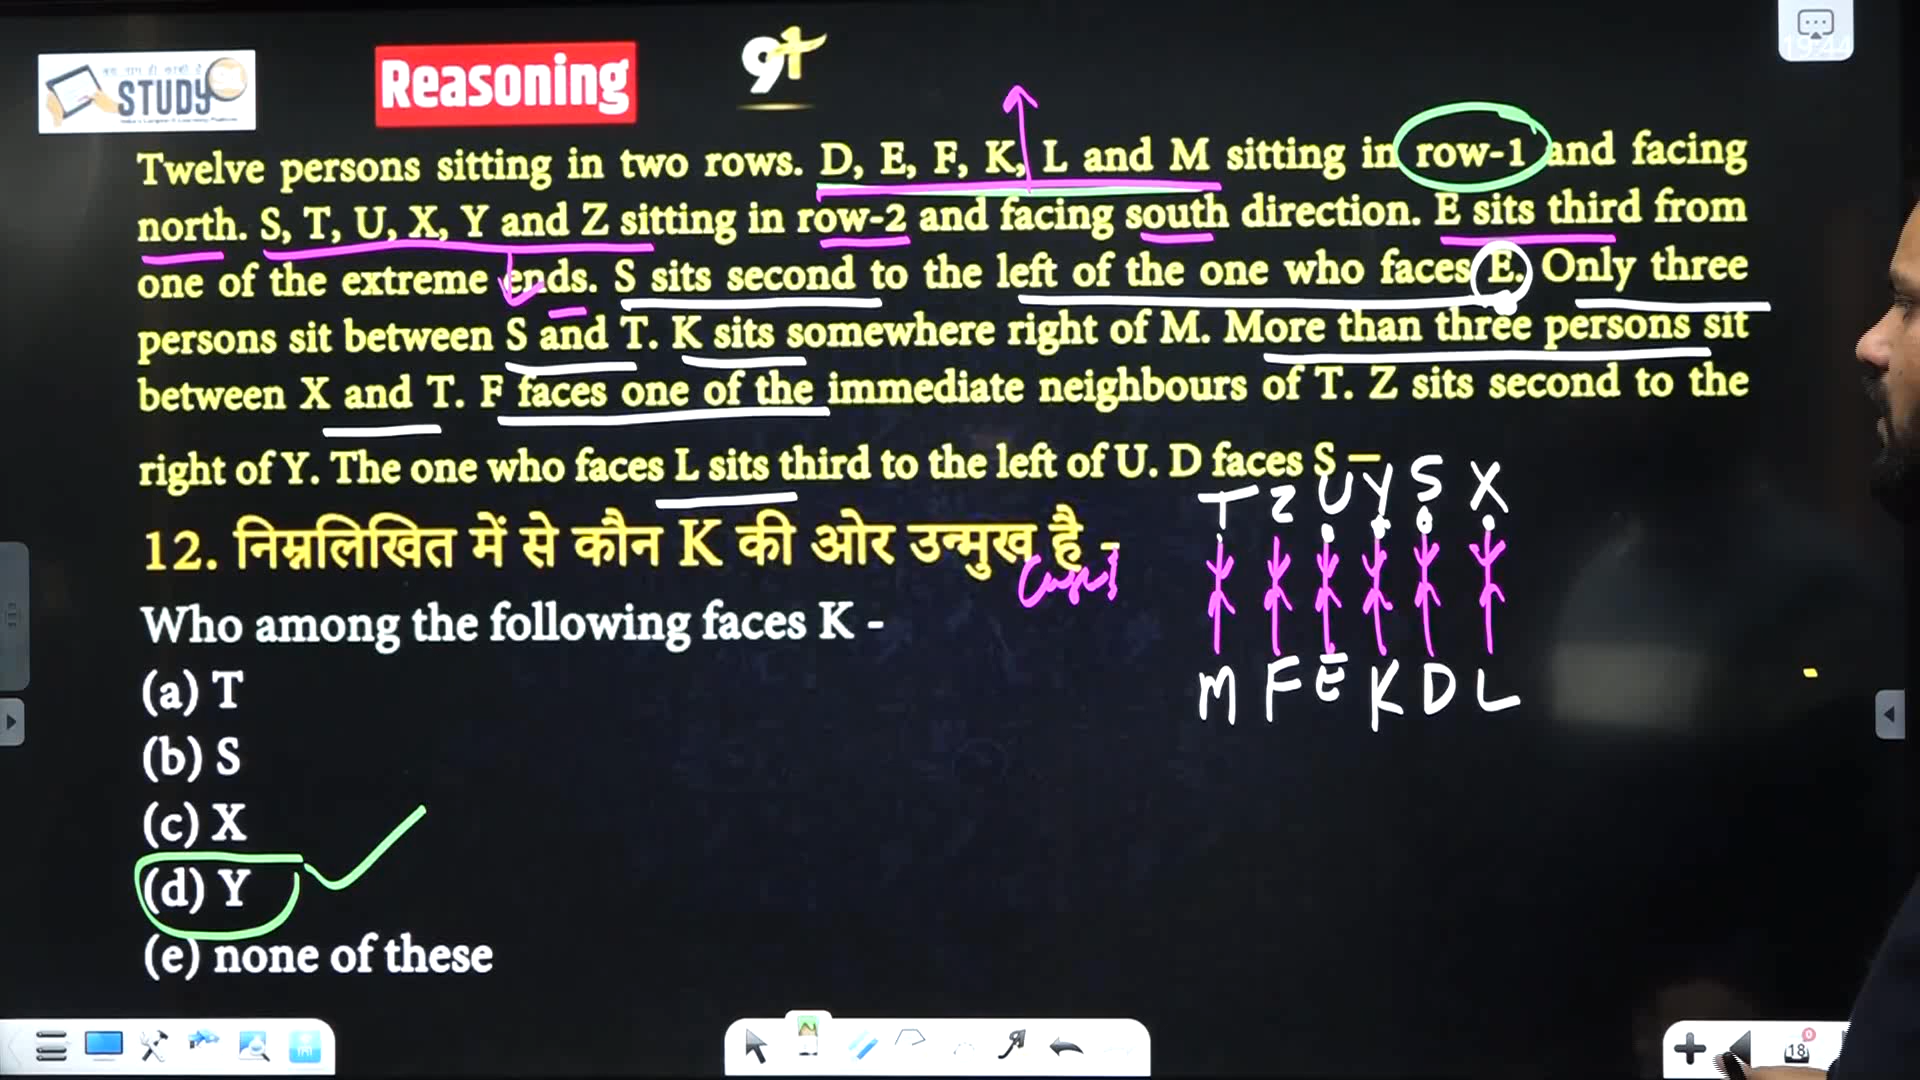 19:44
STUDY
Reasoning
Twelve persons sitting in two rows. D, E, F, K, L and M sitting in row-1 and facing
north. S, T, U, X, Y and Z sitting in row-2 and facing south direction. E sits third from
one of the extreme ends. S sits second to the left of the one who faces E. Only three
persons sit between S and T. K sits somewhere right of M. More than three persons sit
between X and T. F faces one of the immediate neighbours of T. Z sits second to the
right of Y. The one who faces L sits third to the left of U. D faces S –
T Z U Y S X
12. निम्नलिखित में से कौन K की ओर उन्मुख है -
Who among the following faces K -
M F E K D L
(a) T
(b) S
(c) X
(d) Y
(e) none of these
18